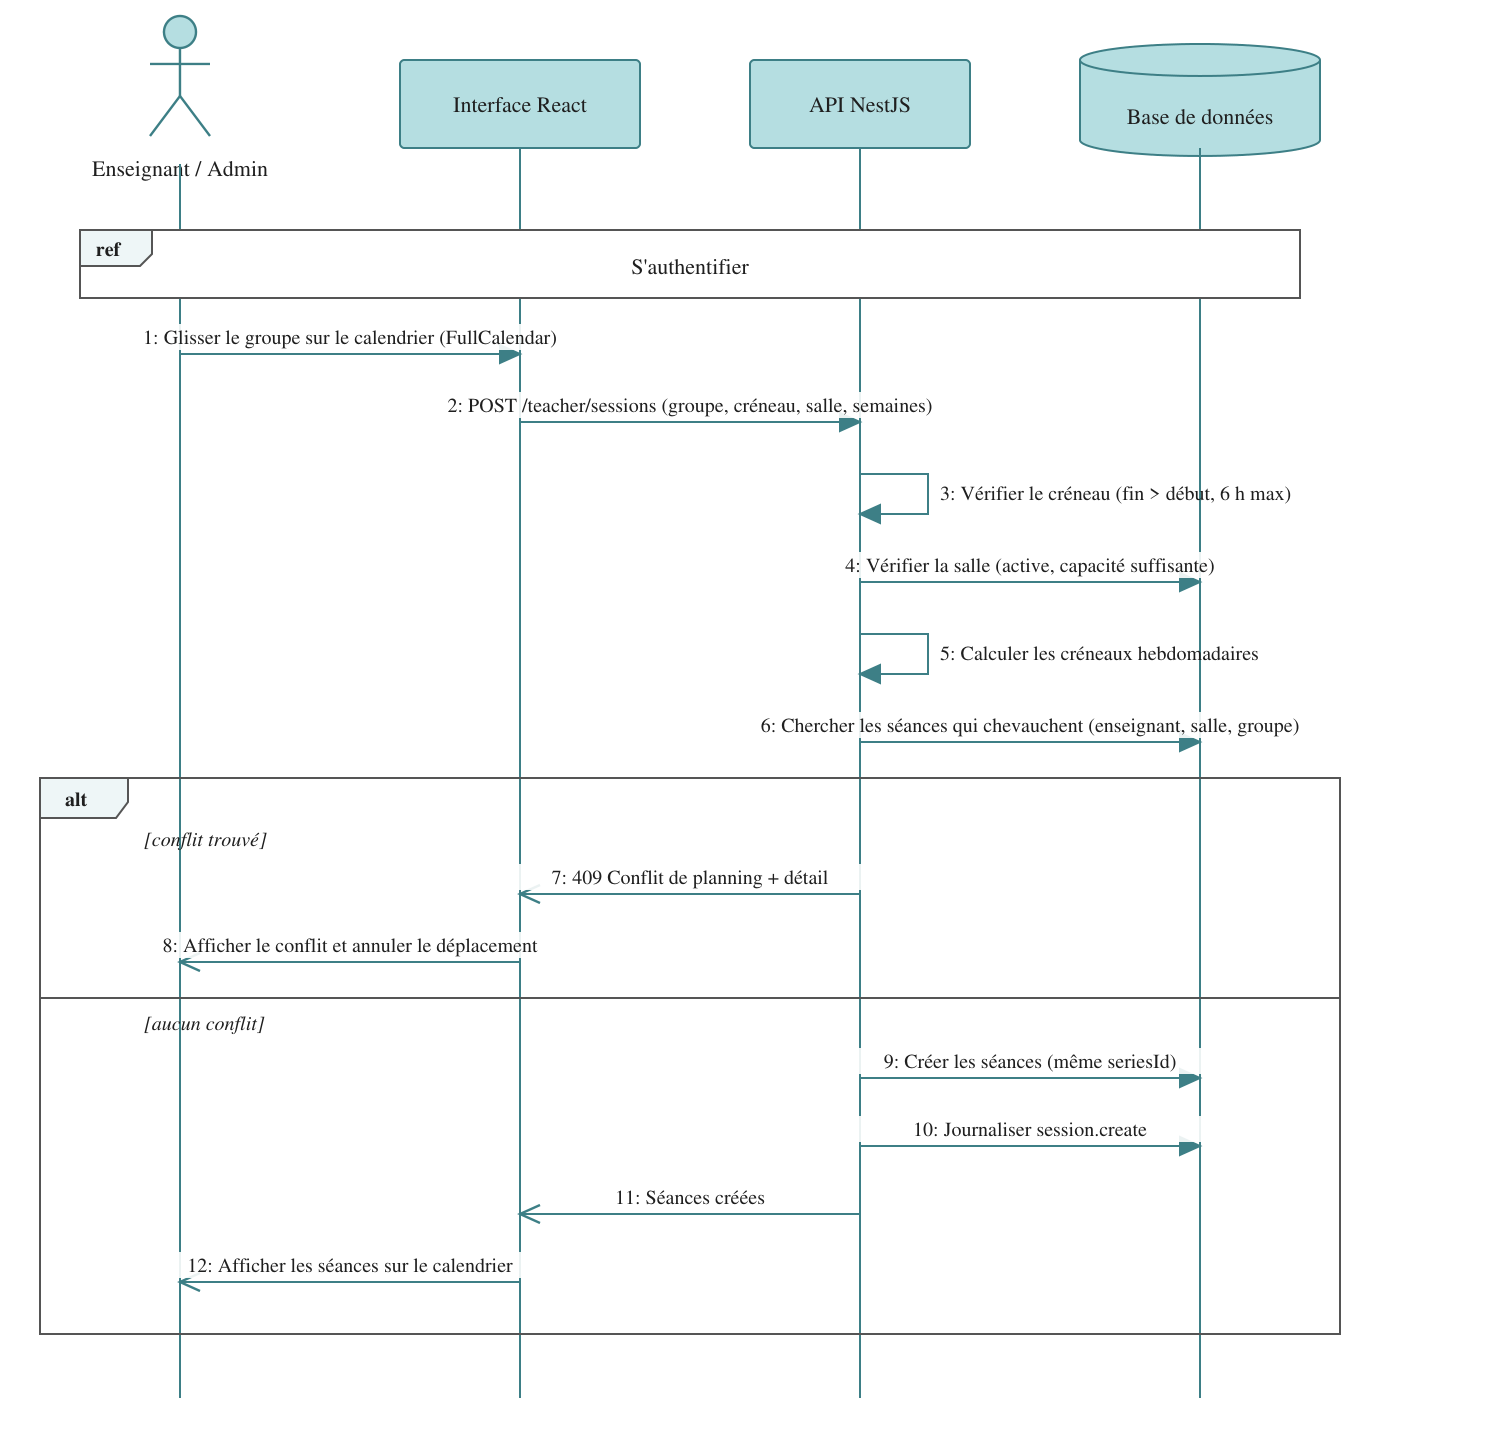 Interface React
API NestJS
Base de données
Enseignant / Admin
ref
S'authentifier
1: Glisser le groupe sur le calendrier (FullCalendar)
2: POST /teacher/sessions (groupe, créneau, salle, semaines)
3: Vérifier le créneau (fin > début, 6 h max)
4: Vérifier la salle (active, capacité suffisante)
5: Calculer les créneaux hebdomadaires
6: Chercher les séances qui chevauchent (enseignant, salle, groupe)
alt
[conflit trouvé]
7: 409 Conflit de planning + détail
8: Afficher le conflit et annuler le déplacement
[aucun conflit]
9: Créer les séances (même seriesId)
10: Journaliser session.create
11: Séances créées
12: Afficher les séances sur le calendrier